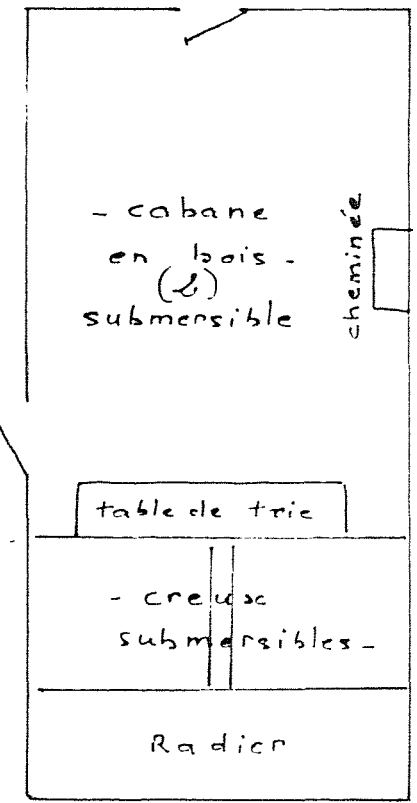 - cabane
en bois -
(2)
submersible
cheminée
table de trie
- creuse
submersibles -
Radier